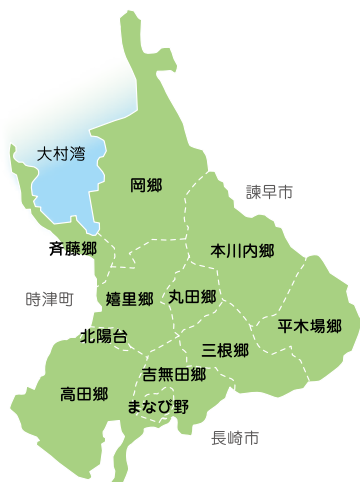 大村湾
岡郷
諫早市
斉藤郷
本川内郷
時津町
嬉里郷
丸田郷
平木場郷
北陽台
三根郷
吉無田郷
高田郷
まなび野
長崎市